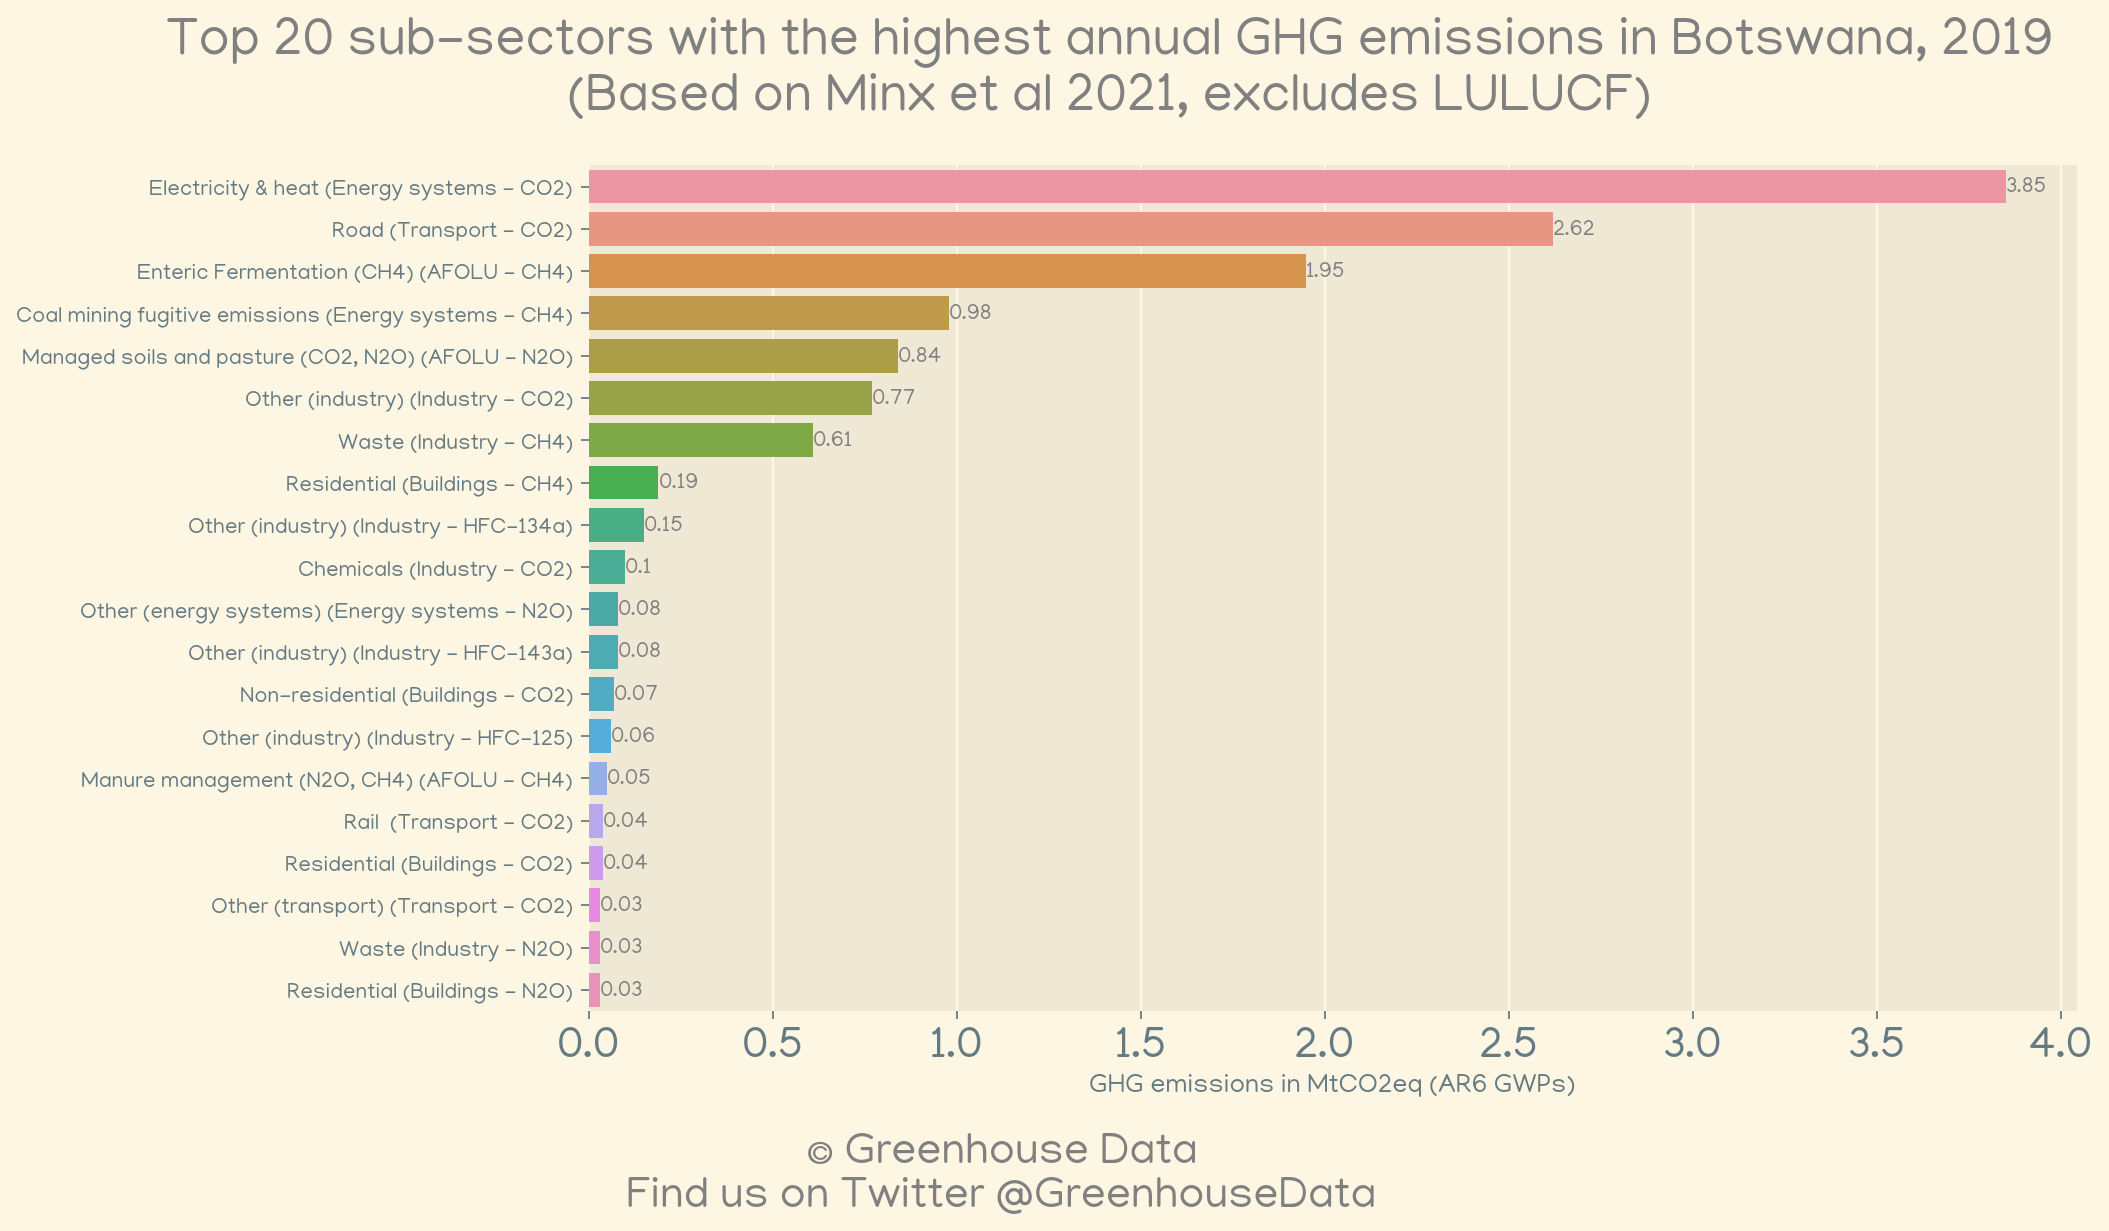 Top 20 sub-sectors with the highest annual GHG emissions in Botswana, 2019
(Based on Minx et al 2021, excludes LULUCF)
Electricity & heat (Energy systems - CO2) 3.85
Road (Transport - CO2) 2.62
Enteric Fermentation (CH4) (AFOLU - CH4) 1.95
Coal mining fugitive emissions (Energy systems - CH4) 0.98
Managed soils and pasture (CO2, N2O) (AFOLU - N2O) 0.84
Other (industry) (Industry - CO2) 0.77
Waste (Industry - CH4) 0.61
Residential (Buildings - CH4) 0.19
Other (industry) (Industry - HFC-134a) 0.15
Chemicals (Industry - CO2) 0.1
Other (energy systems) (Energy systems - N2O) 0.08
Other (industry) (Industry - HFC-143a) 0.08
Non-residential (Buildings - CO2) 0.07
Other (industry) (Industry - HFC-125) 0.06
Manure management (N2O, CH4) (AFOLU - CH4) 0.05
Rail  (Transport - CO2) 0.04
Residential (Buildings - CO2) 0.04
Other (transport) (Transport - CO2) 0.03
Waste (Industry - N2O) 0.03
Residential (Buildings - N2O) 0.03
0.0 0.5 1.0 1.5 2.0 2.5 3.0 3.5 4.0
GHG emissions in MtCO2eq (AR6 GWPs)
© Greenhouse Data
Find us on Twitter @GreenhouseData